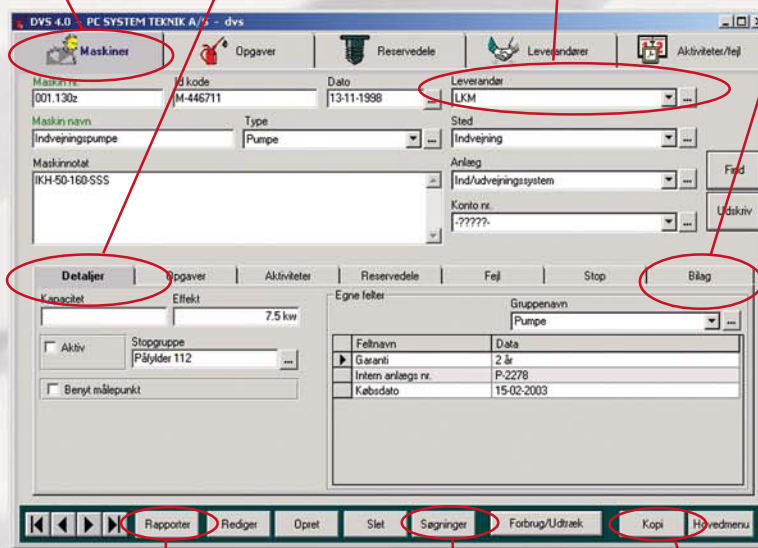 DVS 4.0 - PC SYSTEM TEKNIK A/S - dvs
Maskiner Opgaver Reservedele Leverandører Aktiviteter/fejl
Maskin nr. Id kode Dato Leverandør
001.130z M-446711 13-11-1998 ... LKM ...
Maskin navn Type Sted
Indvejningspumpe Pumpe ... Indvejning ...
Maskinnotat Anlæg
IKH-50-160-SSS Ind/udvejningssystem ... Find
Konto nr. Udskriv
-?????- ...
Detaljer Opgaver Aktiviteter Reservedele Fejl Stop Bilag
Kapacitet Effekt Egne felter Gruppenavn
7.5 kw Pumpe ...
Aktiv Stopgruppe Feltnavn Data
Påfylder 112 ... Garanti 2 år
Intern anlægs nr. P-2278
Benyt målepunkt Købsdato 15-02-2003
Rapporter Rediger Opret Slet Søgninger Forbrug/Udtræk Kopi Hovedmenu